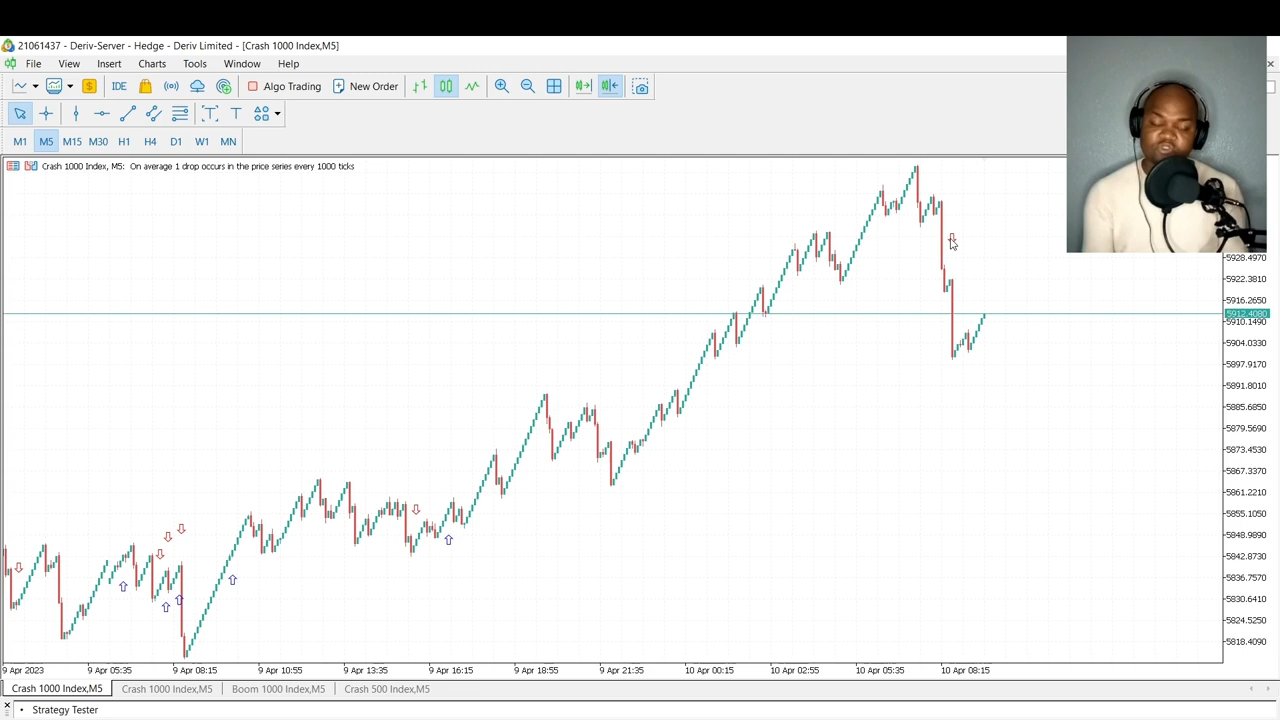 21061437 - Deriv-Server - Hedge - Deriv Limited - [Crash 1000 Index,M5]
File View Insert Charts Tools Window Help
IDE Algo Trading New Order
T T
M1 M5 M15 M30 H1 H4 D1 W1 MN
Crash 1000 Index, M5: On average 1 drop occurs in the price series every 1000 ticks
5928.4970
5922.3810
5916.2650
5912.4080
5910.1490
5904.0330
5897.9170
5891.8010
5885.6850
5879.5690
5873.4530
5867.3370
5861.2210
5855.1050
5848.9890
5842.8730
5836.7570
5830.6410
5824.5250
5818.4090
9 Apr 2023 9 Apr 05:35 9 Apr 08:15 9 Apr 10:55 9 Apr 13:35 9 Apr 16:15 9 Apr 18:55 9 Apr 21:35 10 Apr 00:15 10 Apr 02:55 10 Apr 05:35 10 Apr 08:15
Crash 1000 Index,M5 Crash 1000 Index,M5 Boom 1000 Index,M5 Crash 500 Index,M5
Strategy Tester